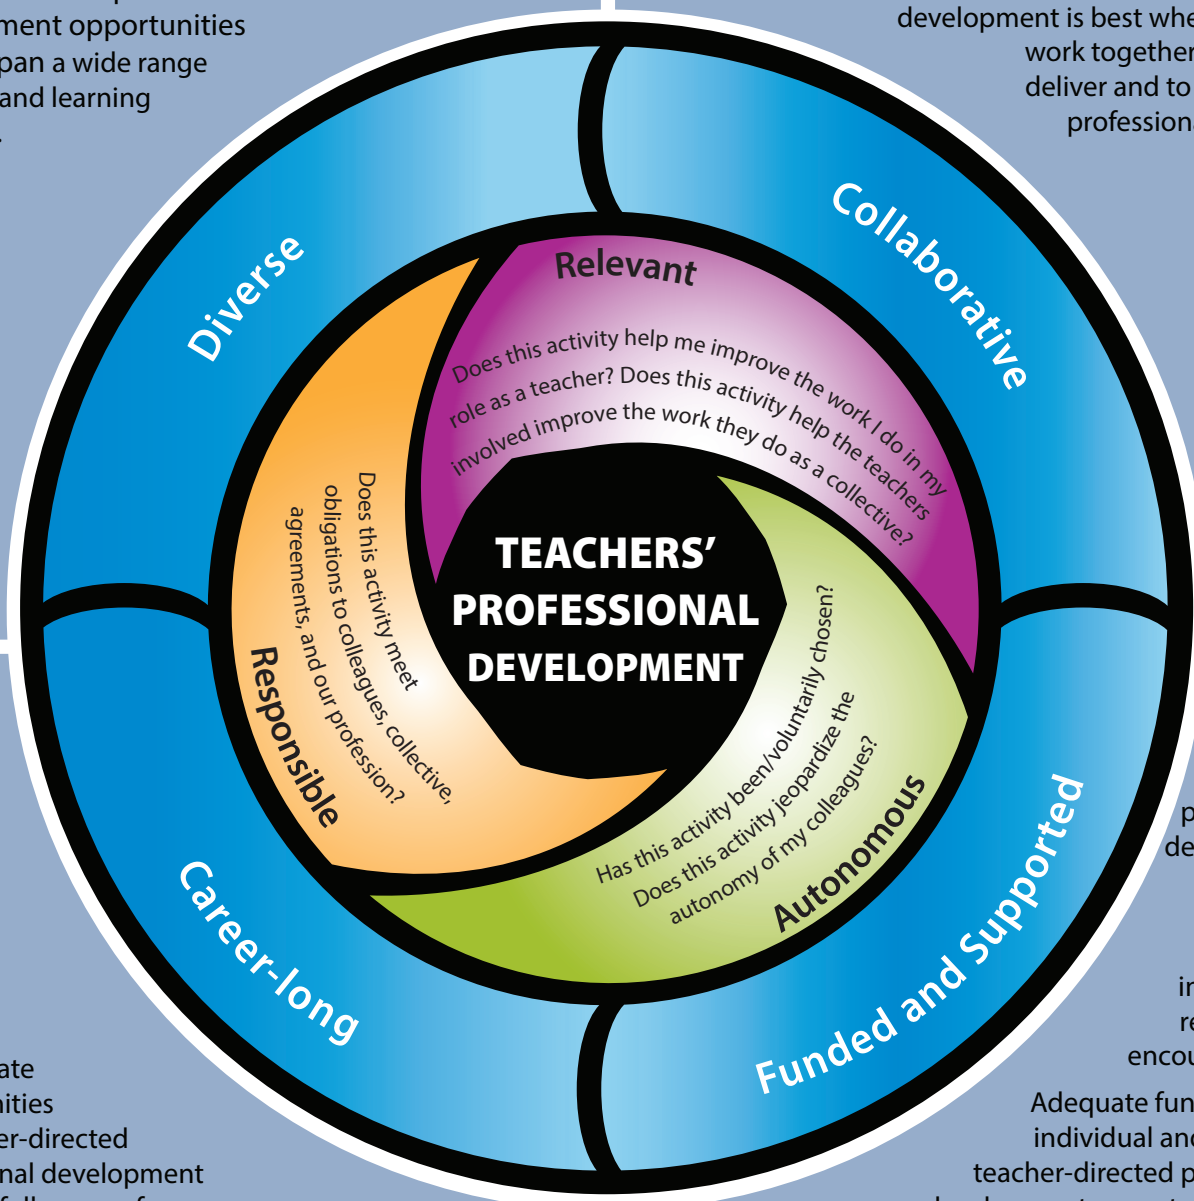 ment opportunities
pan a wide range
and learning
development is best whe
work together
deliver and to
profession
Diverse
Collaborative
Relevant
Does this activity help me improve the work I do in my
role as a teacher? Does this activity help the teachers
involved improve the work they do as a collective?
TEACHERS’
PROFESSIONAL
DEVELOPMENT
Responsible
Does this activity meet
obligations to colleagues, collective,
agreements, and our profession?
Has this activity been/voluntarily chosen?
Does this activity jeopardize the
autonomy of my colleagues?
Autonomous
Career-long
Funded and Supported
p
de
in
re
encou
ate
nities
er-directed
nal development
Adequate fun
individual and
teacher-directed p